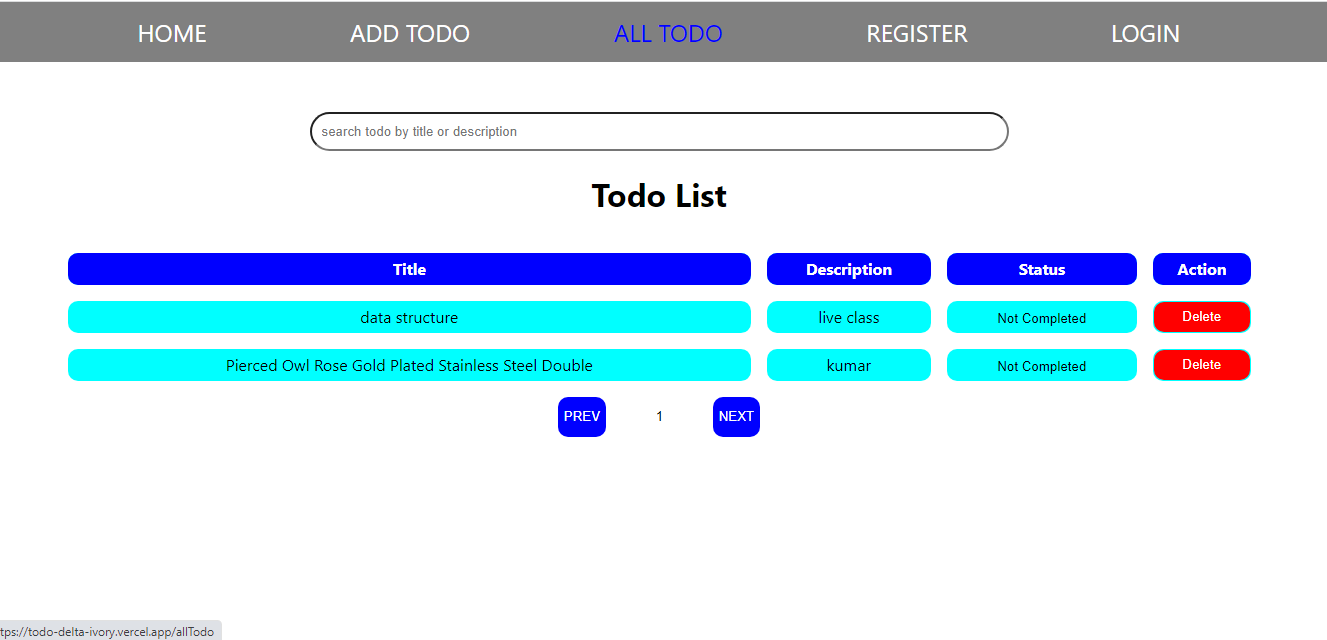 HOME ADD TODO ALL TODO REGISTER LOGIN
search todo by title or description
Todo List
Title Description Status Action
data structure live class Not Completed Delete
Pierced Owl Rose Gold Plated Stainless Steel Double kumar Not Completed Delete
PREV 1 NEXT
tps://todo-delta-ivory.vercel.app/allTodo